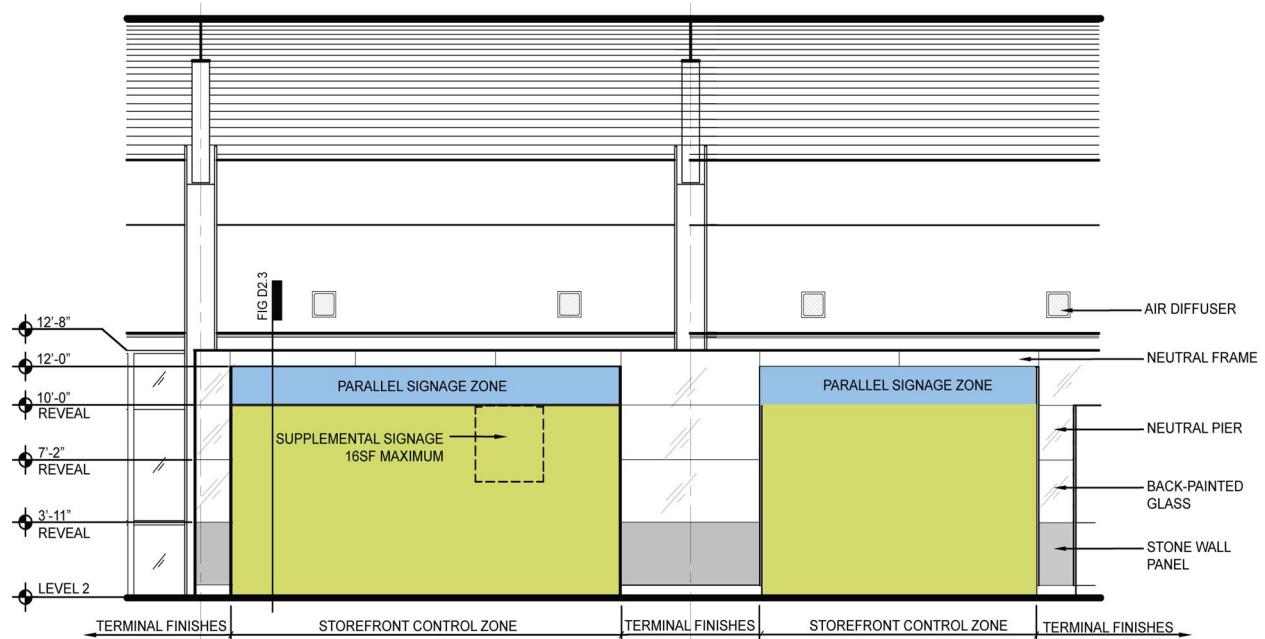 FIG D2.3
12'-8"
12'-0"
10'-0"
REVEAL
7'-2"
REVEAL
3'-11"
REVEAL
LEVEL 2
PARALLEL SIGNAGE ZONE
SUPPLEMENTAL SIGNAGE
16SF MAXIMUM
PARALLEL SIGNAGE ZONE
AIR DIFFUSER
NEUTRAL FRAME
NEUTRAL PIER
BACK-PAINTED
GLASS
STONE WALL
PANEL
TERMINAL FINISHES
STOREFRONT CONTROL ZONE
TERMINAL FINISHES
STOREFRONT CONTROL ZONE
TERMINAL FINISHES